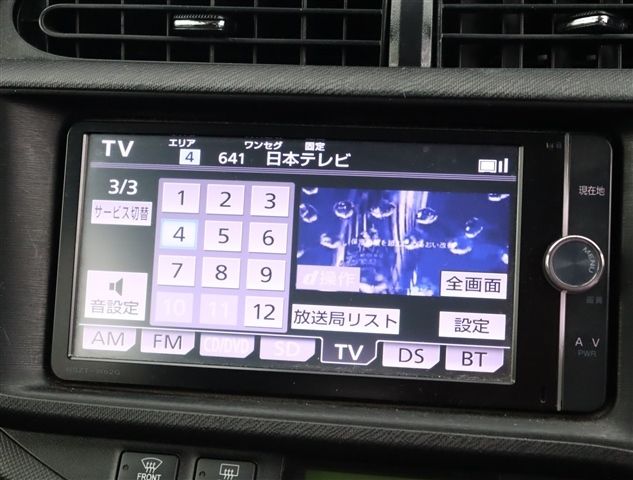 TV エリア 4 ワンセグ 641 固定 日本テレビ
3/3
サービス切替
1 2 3
4 5 6
7 8 9
10 11 12
音設定
d操作
全画面
放送局リスト
設定
AM FM CD/DVD SD TV DS BT
現在地
MENU
AV
PWR
FRONT